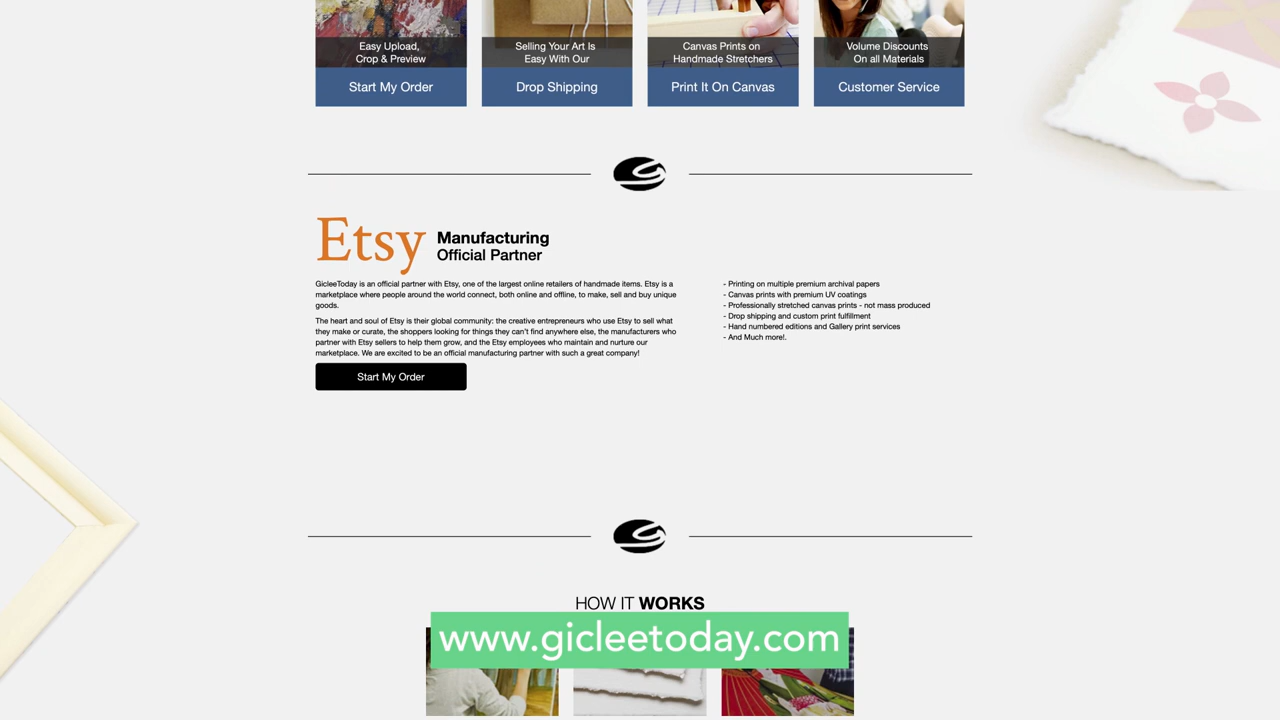 Easy Upload,
Crop & Preview
Start My Order
Selling Your Art Is
Easy With Our
Drop Shipping
Canvas Prints on
Handmade Stretchers
Print It On Canvas
Volume Discounts
On all Materials
Customer Service
Etsy Manufacturing
Official Partner
GicleeToday is an official partner with Etsy, one of the largest online retailers of handmade items. Etsy is a
marketplace where people around the world connect, both online and offline, to make, sell and buy unique
goods.
The heart and soul of Etsy is their global community: the creative entrepreneurs who use Etsy to sell what
they make or curate, the shoppers looking for things they can't find anywhere else, the manufacturers who
partner with Etsy sellers to help them grow, and the Etsy employees who maintain and nurture our
marketplace. We are excited to be an official manufacturing partner with such a great company!
Start My Order
- Printing on multiple premium archival papers
- Canvas prints with premium UV coatings
- Professionally stretched canvas prints - not mass produced
- Drop shipping and custom print fulfillment
- Hand numbered editions and Gallery print services
- And Much more!.
HOW IT WORKS
www.gicleetoday.com